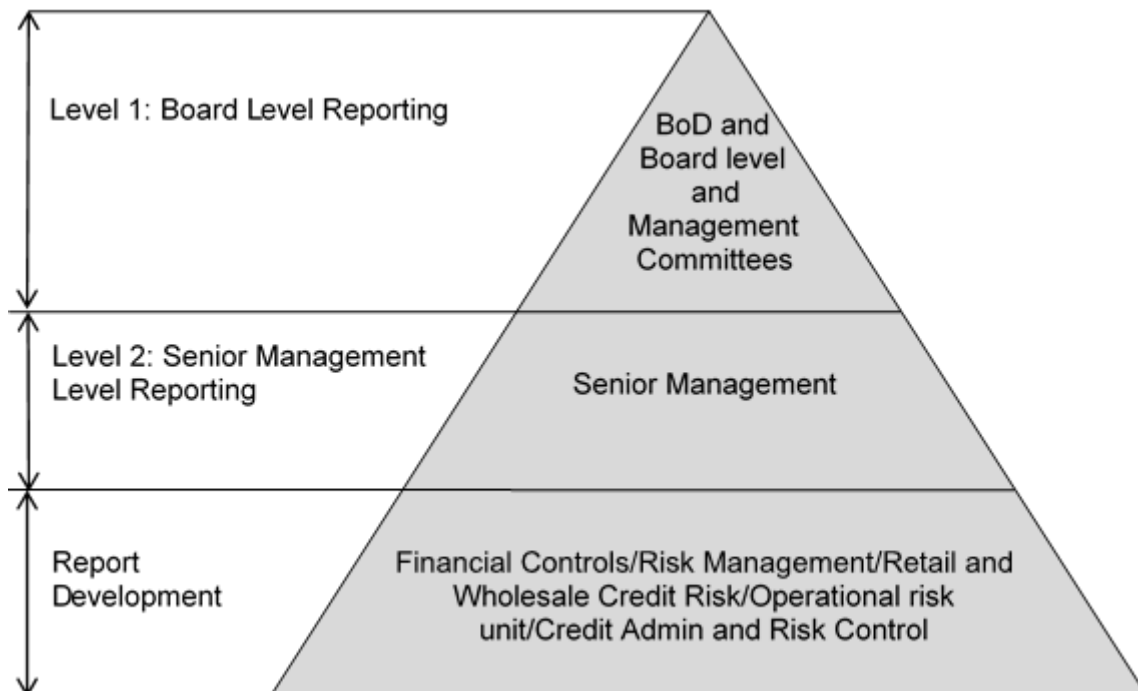 Level 1: Board Level Reporting
BoD and
Board level
and
Management
Committees
Level 2: Senior Management
Level Reporting
Senior Management
Report
Development
Financial Controls/Risk Management/Retail and
Wholesale Credit Risk/Operational risk
unit/Credit Admin and Risk Control